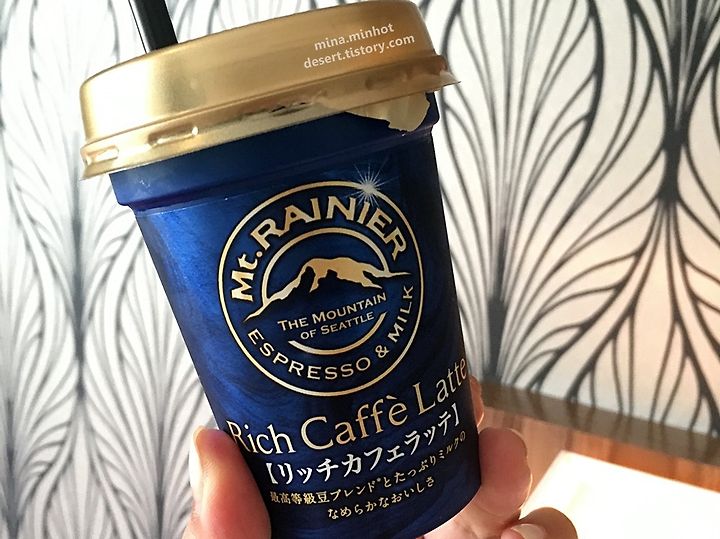 mina.minhot
desert.tistory.com
Mt. RAINIER
THE MOUNTAIN
OF SEATTLE
ESPRESSO & MILK
Rich Caffè Latte
【リッチカフェラッテ】
最高等級豆ブレンド*とたっぷりミルクの
なめらかなおいしさ